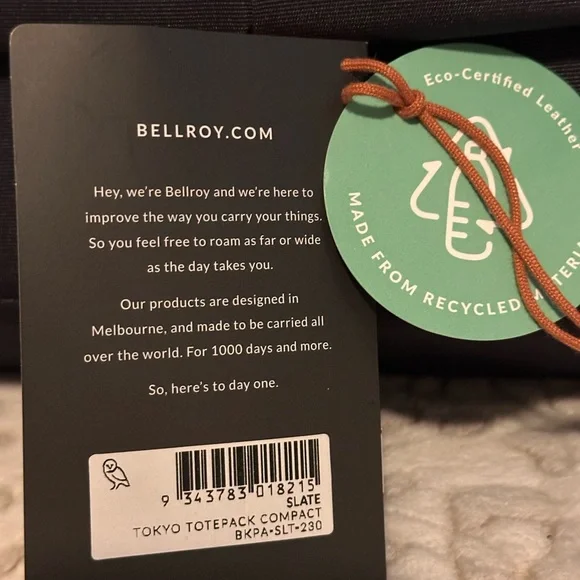 BELLROY.COM
Hey, we're Bellroy and we're here to
improve the way you carry your things.
So you feel free to roam as far or wide
as the day takes you.
Our products are designed in
Melbourne, and made to be carried all
over the world. For 1000 days and more.
So, here's to day one.
9 343783 018215
SLATE
TOKYO TOTEPACK COMPACT
BKPA-SLT-230
Eco-Certified Leather
MADE FROM RECYCLED